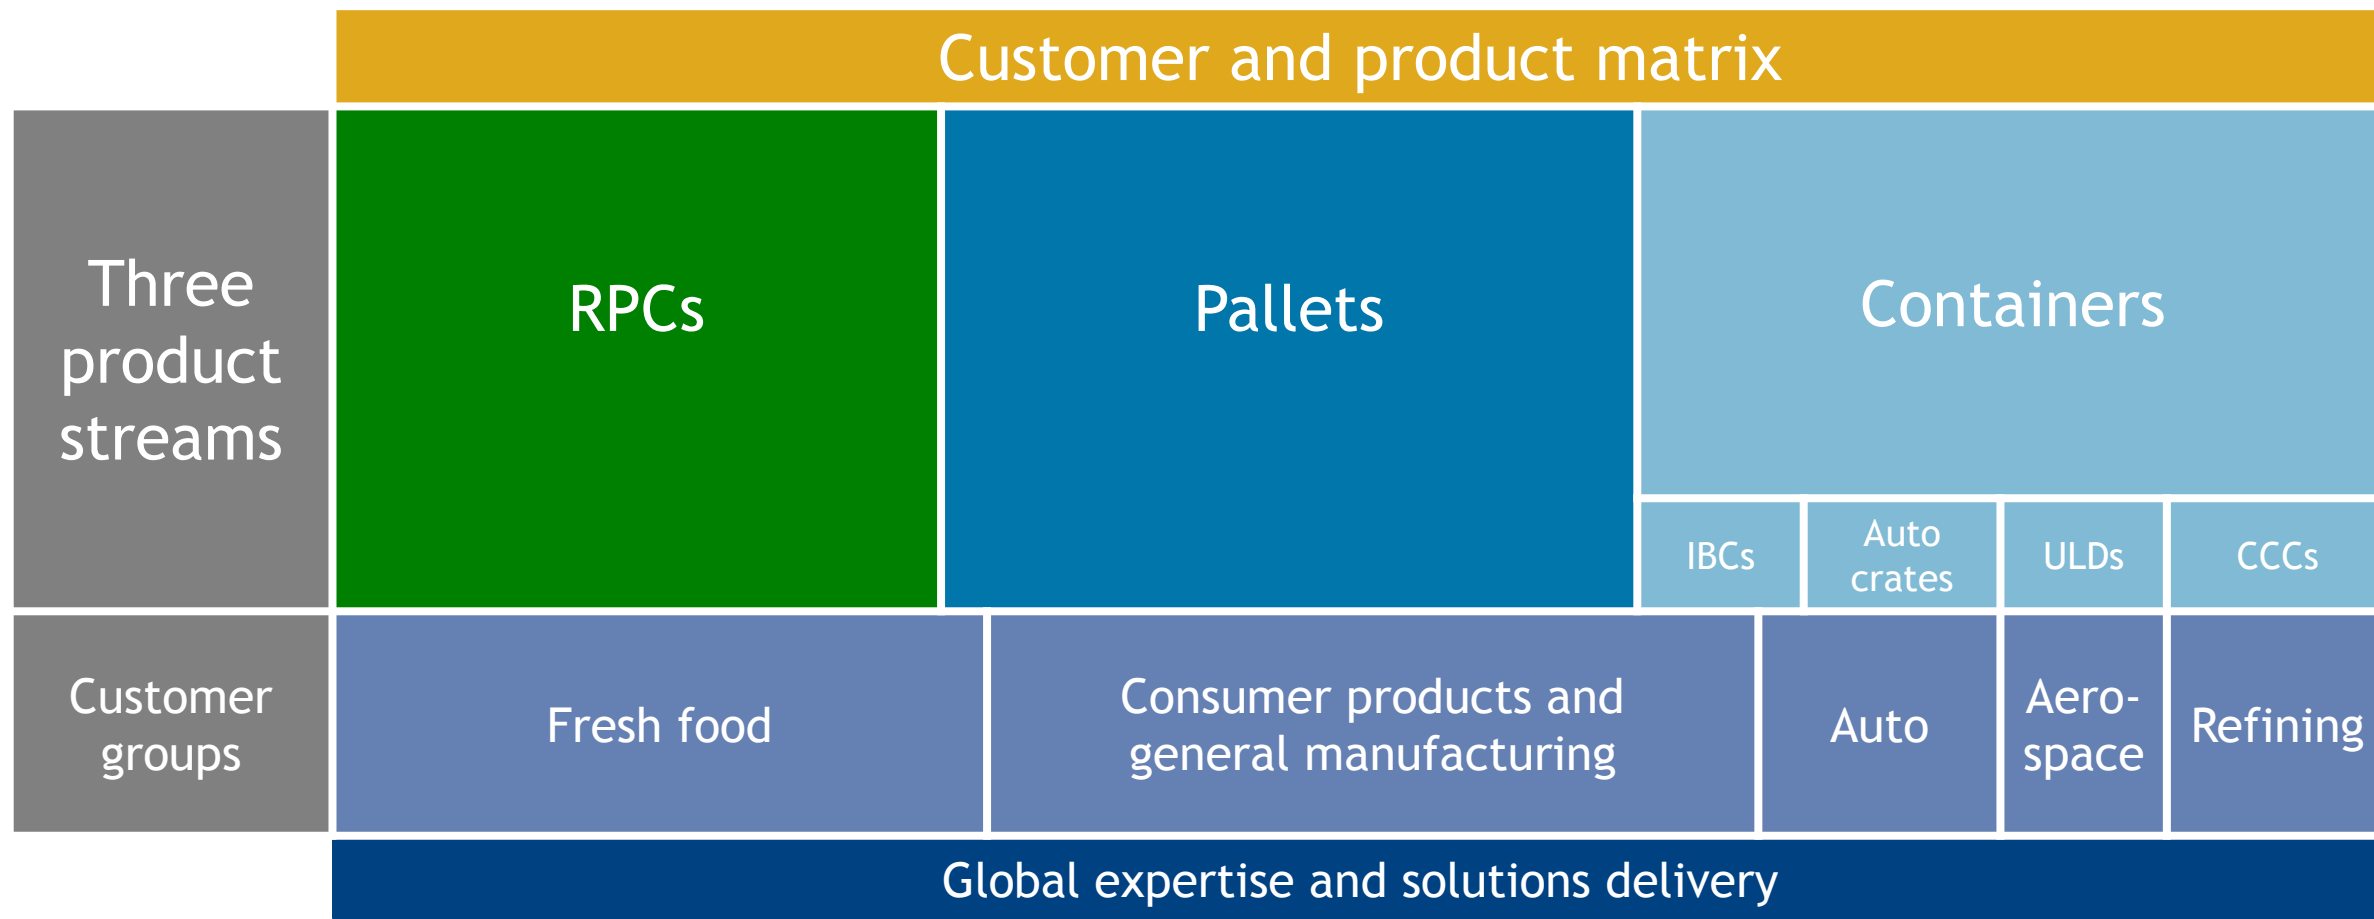 Customer and product matrix
Three
product
streams
RPCs
Pallets
Containers
IBCs
Auto
crates
ULDs
CCCs
Customer
groups
Fresh food
Consumer products and
general manufacturing
Auto
Aero-
space
Refining
Global expertise and solutions delivery